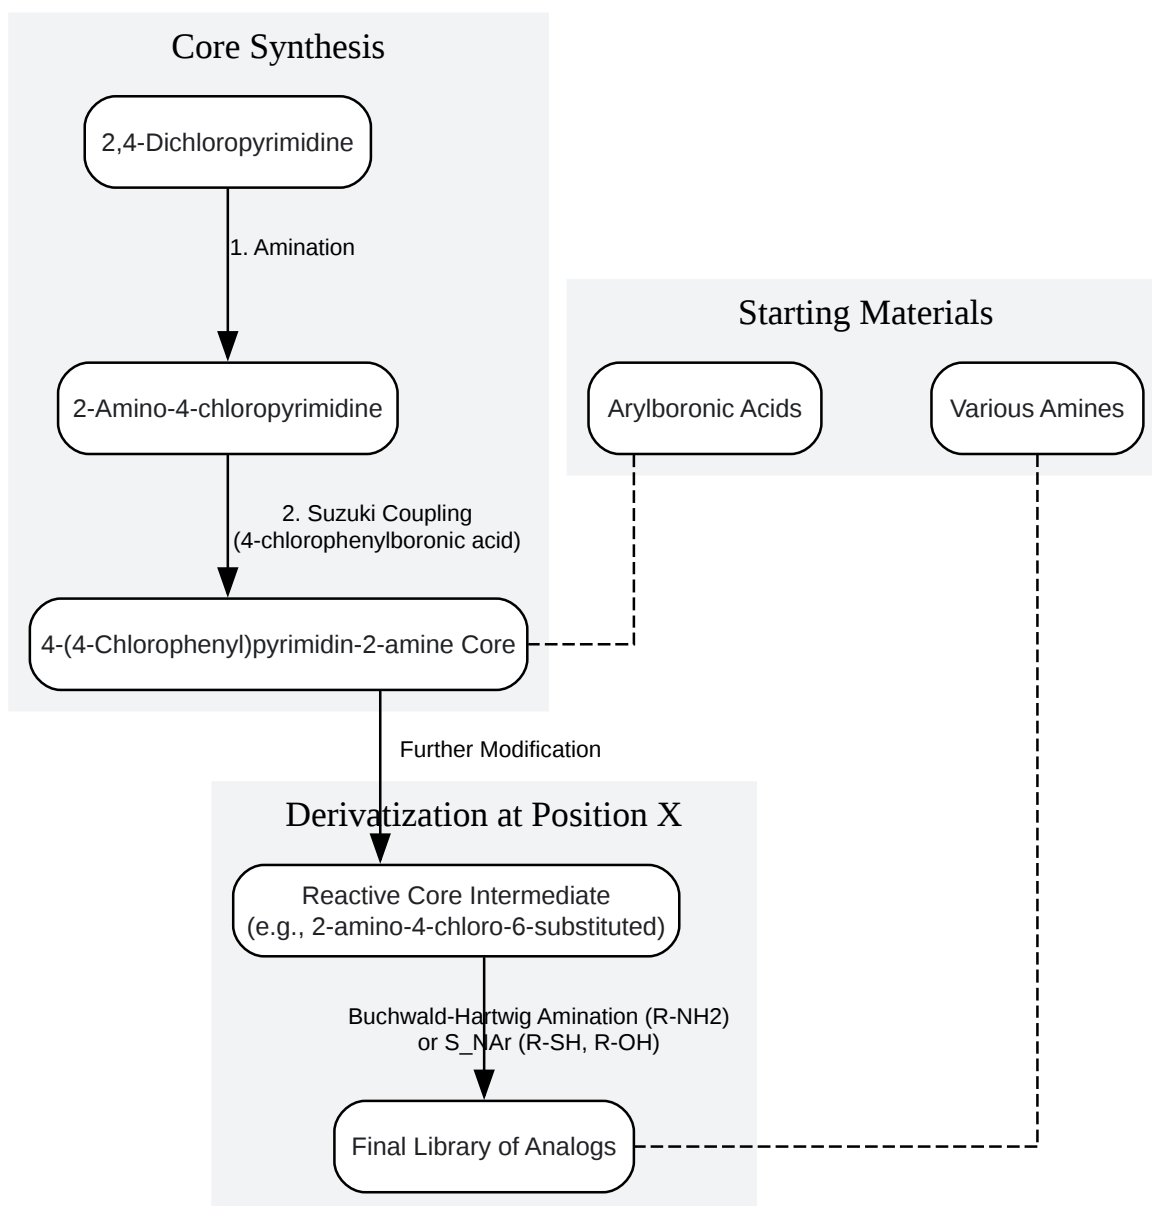 Core Synthesis
2,4-Dichloropyrimidine
1. Amination
Starting Materials
2-Amino-4-chloropyrimidine
Arylboronic Acids
Various Amines
2. Suzuki Coupling
(4-chlorophenylboronic acid)
4-(4-Chlorophenyl)pyrimidin-2-amine Core
Further Modification
Derivatization at Position X
Reactive Core Intermediate
(e.g., 2-amino-4-chloro-6-substituted)
Buchwald-Hartwig Amination (R-NH2)
or S_NAr (R-SH, R-OH)
Final Library of Analogs